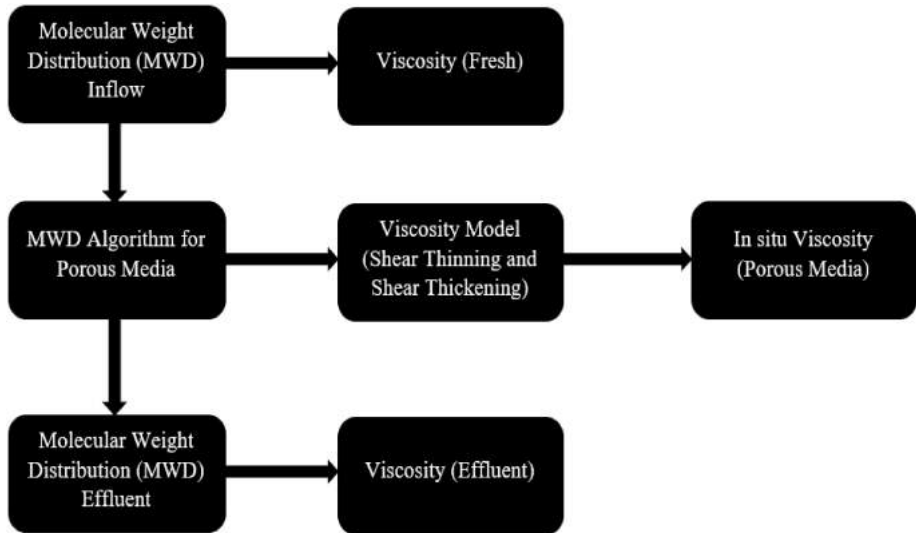 Molecular Weight
Distribution (MWD)
Inflow
Viscosity (Fresh)
MWD Algorithm for
Porous Media
Viscosity Model
(Shear Thinning and
Shear Thickening)
In situ Viscosity
(Porous Media)
Molecular Weight
Distribution (MWD)
Effluent
Viscosity (Effluent)